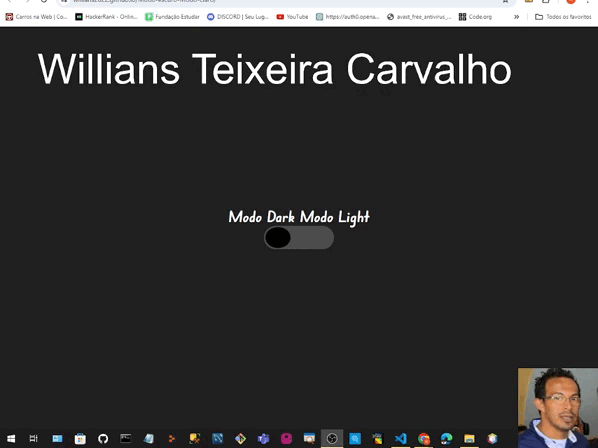 Carros na Web | Co...
HackerRank - Onlin...
Fundação Estudar
DISCORD | Seu Lug...
YouTube
https://auth0.opena...
avast_free_antivirus_...
Code.org
»
Todos os favoritos
Willians Teixeira Carvalho
Modo Dark Modo Light